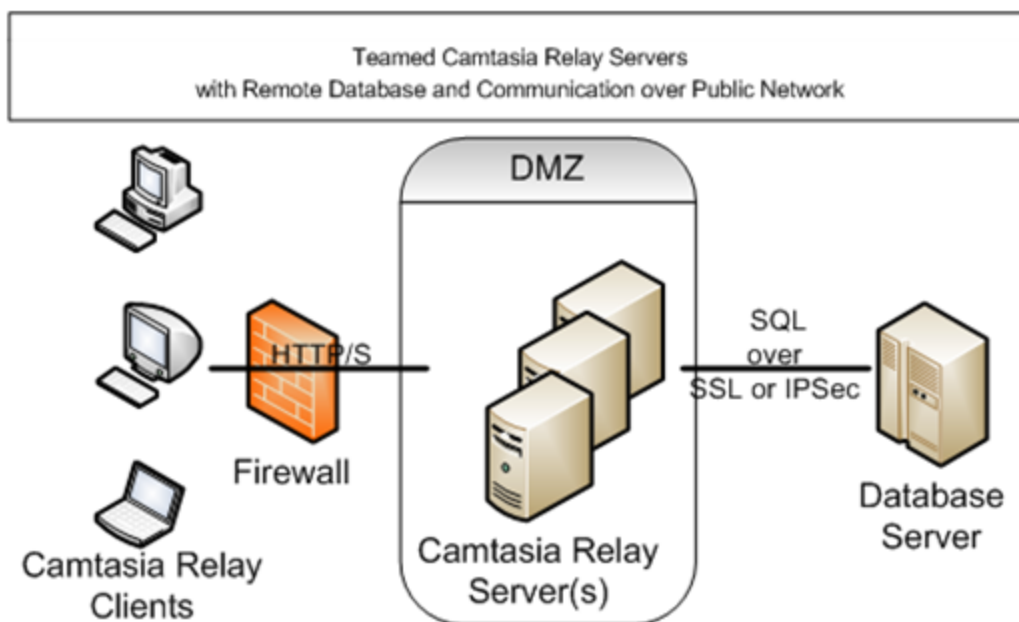 Teamed Camtasia Relay Servers
with Remote Database and Communication over Public Network
DMZ
HTTP/S
Firewall
SQL
over
SSL or IPSec
Camtasia Relay
Clients
Camtasia Relay
Server(s)
Database
Server